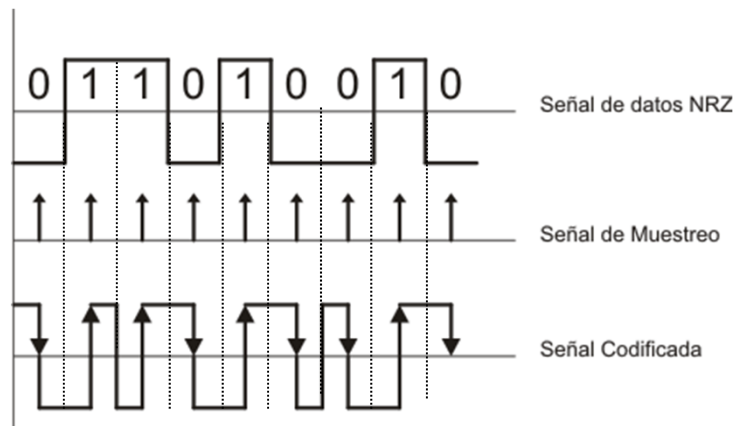 0 1 1 0 1 0 0 1 0
Señal de datos NRZ
Señal de Muestreo
Señal Codificada